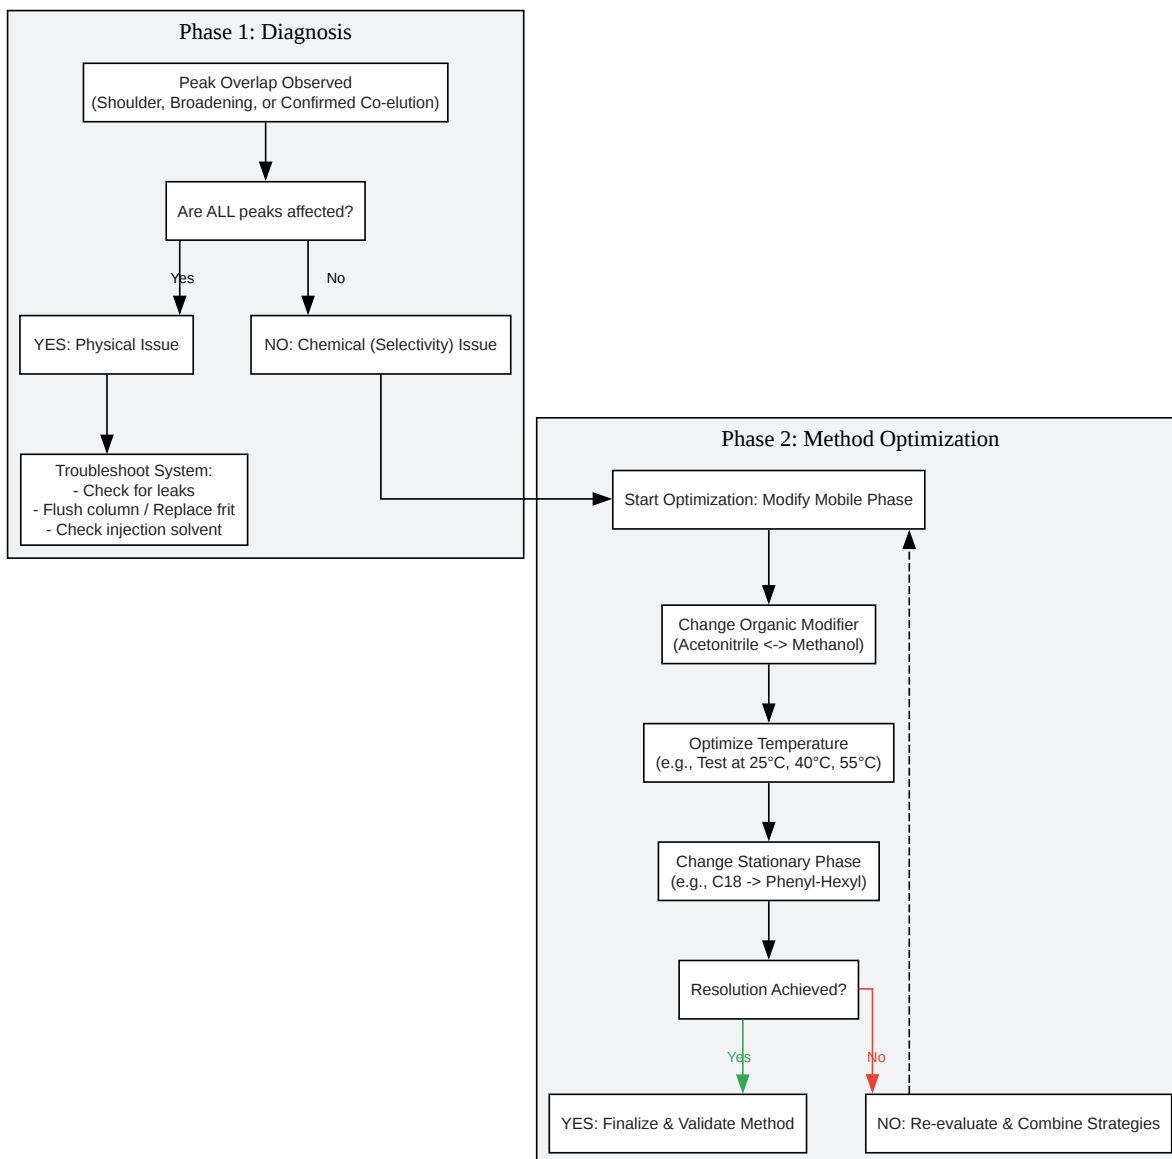 Phase 1: Diagnosis
Peak Overlap Observed
(Shoulder, Broadening, or Confirmed Co-elution)
Are ALL peaks affected?
Yes
No
YES: Physical Issue
NO: Chemical (Selectivity) Issue
Troubleshoot System:
- Check for leaks
- Flush column / Replace frit
- Check injection solvent
Phase 2: Method Optimization
Start Optimization: Modify Mobile Phase
Change Organic Modifier
(Acetonitrile <-> Methanol)
Optimize Temperature
(e.g., Test at 25°C, 40°C, 55°C)
Change Stationary Phase
(e.g., C18 -> Phenyl-Hexyl)
Resolution Achieved?
Yes
No
YES: Finalize & Validate Method
NO: Re-evaluate & Combine Strategies